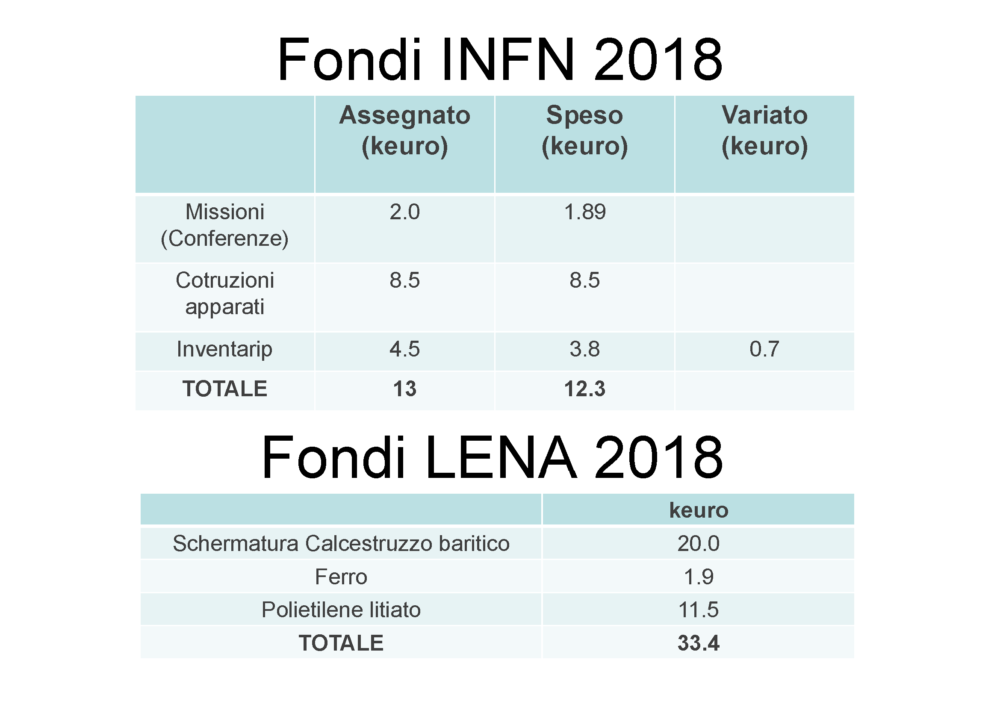 Fondi INFN 2018
Assegnato (keuro) Speso (keuro) Variato (keuro)
Missioni (Conferenze) 2.0 1.89
Cotruzioni apparati 8.5 8.5
Inventarip 4.5 3.8 0.7
TOTALE 13 12.3
Fondi LENA 2018
keuro
Schermatura Calcestruzzo baritico 20.0
Ferro 1.9
Polietilene litiato 11.5
TOTALE 33.4